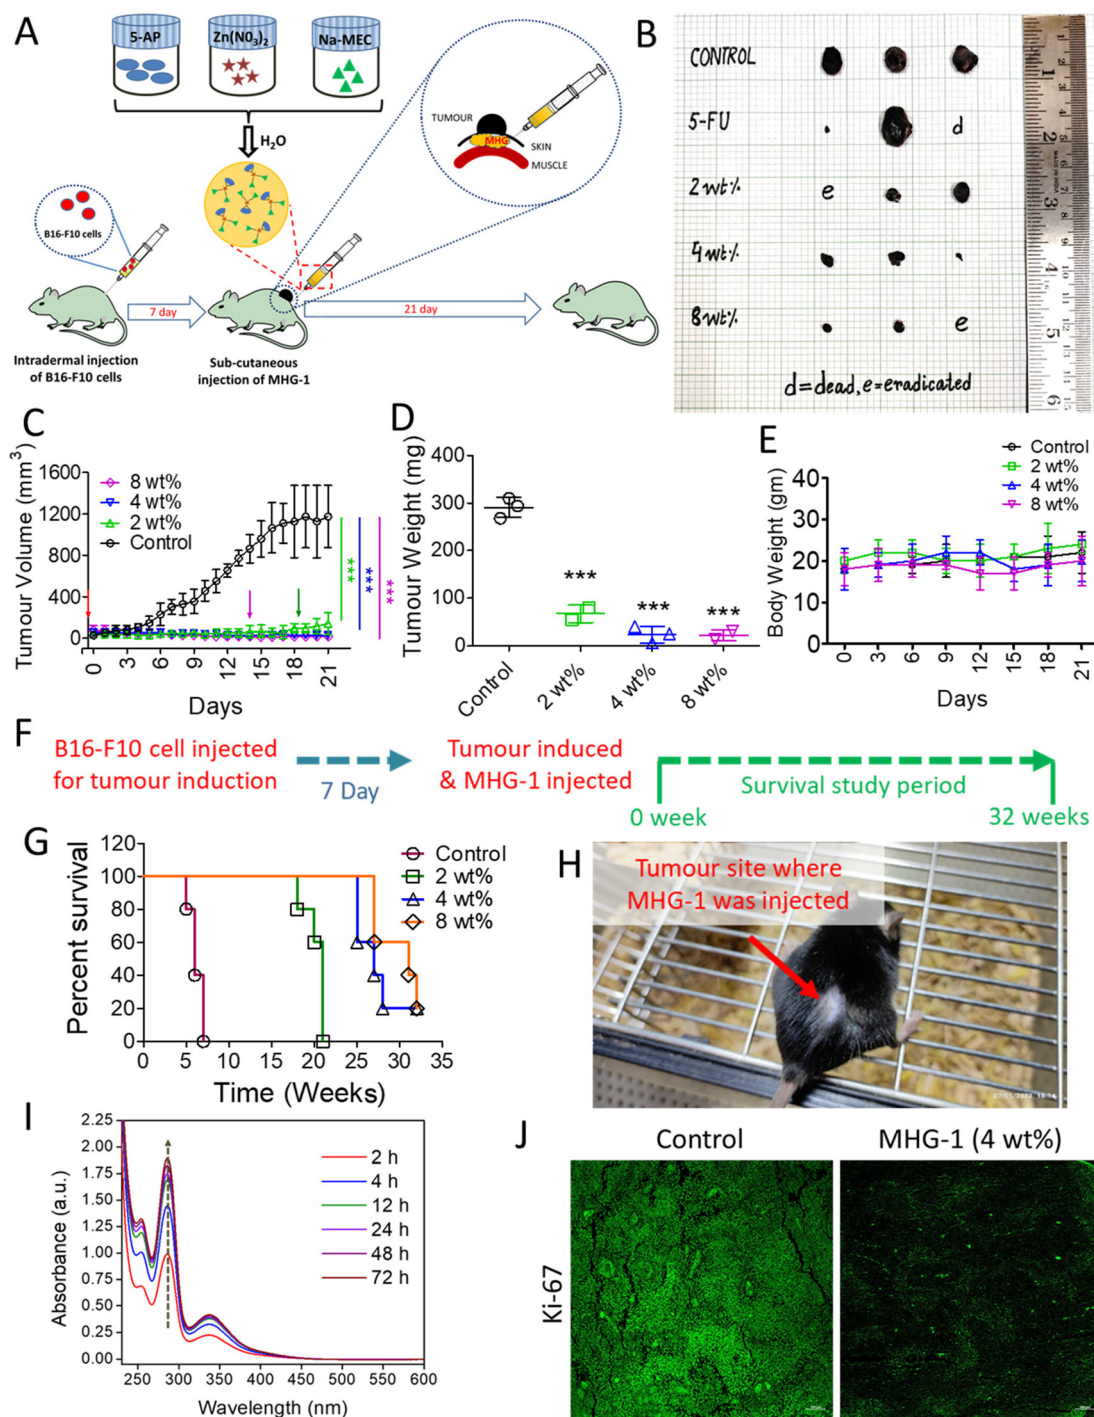 A
5-AP
Zn(N0₃)₂
Na-MEC
H₂O
TUMOUR
MHG
SKIN
MUSCLE
B16-F10 cells
7 day
21 day
Intradermal injection
of B16-F10 cells
Sub-cutaneous
injection of MHG-1
B
CONTROL
5-FU
d
2wt%
e
4wt%
8wt%
e
d=dead, e=eradicated
1
2
3
4
5
6
C
Tumour Volume (mm³)
1600
1200
800
400
0
8 wt%
4 wt%
2 wt%
Control
***
***
***
0 3 6 9 12 15 18 21
Days
D
Tumour Weight (mg)
400
300
200
100
0
***
***
***
Control
2 wt%
4 wt%
8 wt%
E
Body Weight (gm)
40
30
20
10
0
Control
2 wt%
4 wt%
8 wt%
0 3 6 9 12 15 18 21
Days
F
B16-F10 cell injected
for tumour induction
7 Day
Tumour induced
& MHG-1 injected
Survival study period
0 week
32 weeks
G
Percent survival
120
100
80
60
40
20
0
Control
2 wt%
4 wt%
8 wt%
0 5 10 15 20 25 30 35
Time (Weeks)
H
Tumour site where
MHG-1 was injected
I
Absorbance (a.u.)
2.25
2.00
1.75
1.50
1.25
1.00
0.75
0.50
0.25
0.00
2 h
4 h
12 h
24 h
48 h
72 h
250 300 350 400 450 500 550 600
Wavelength (nm)
J
Control
MHG-1 (4 wt%)
Ki-67